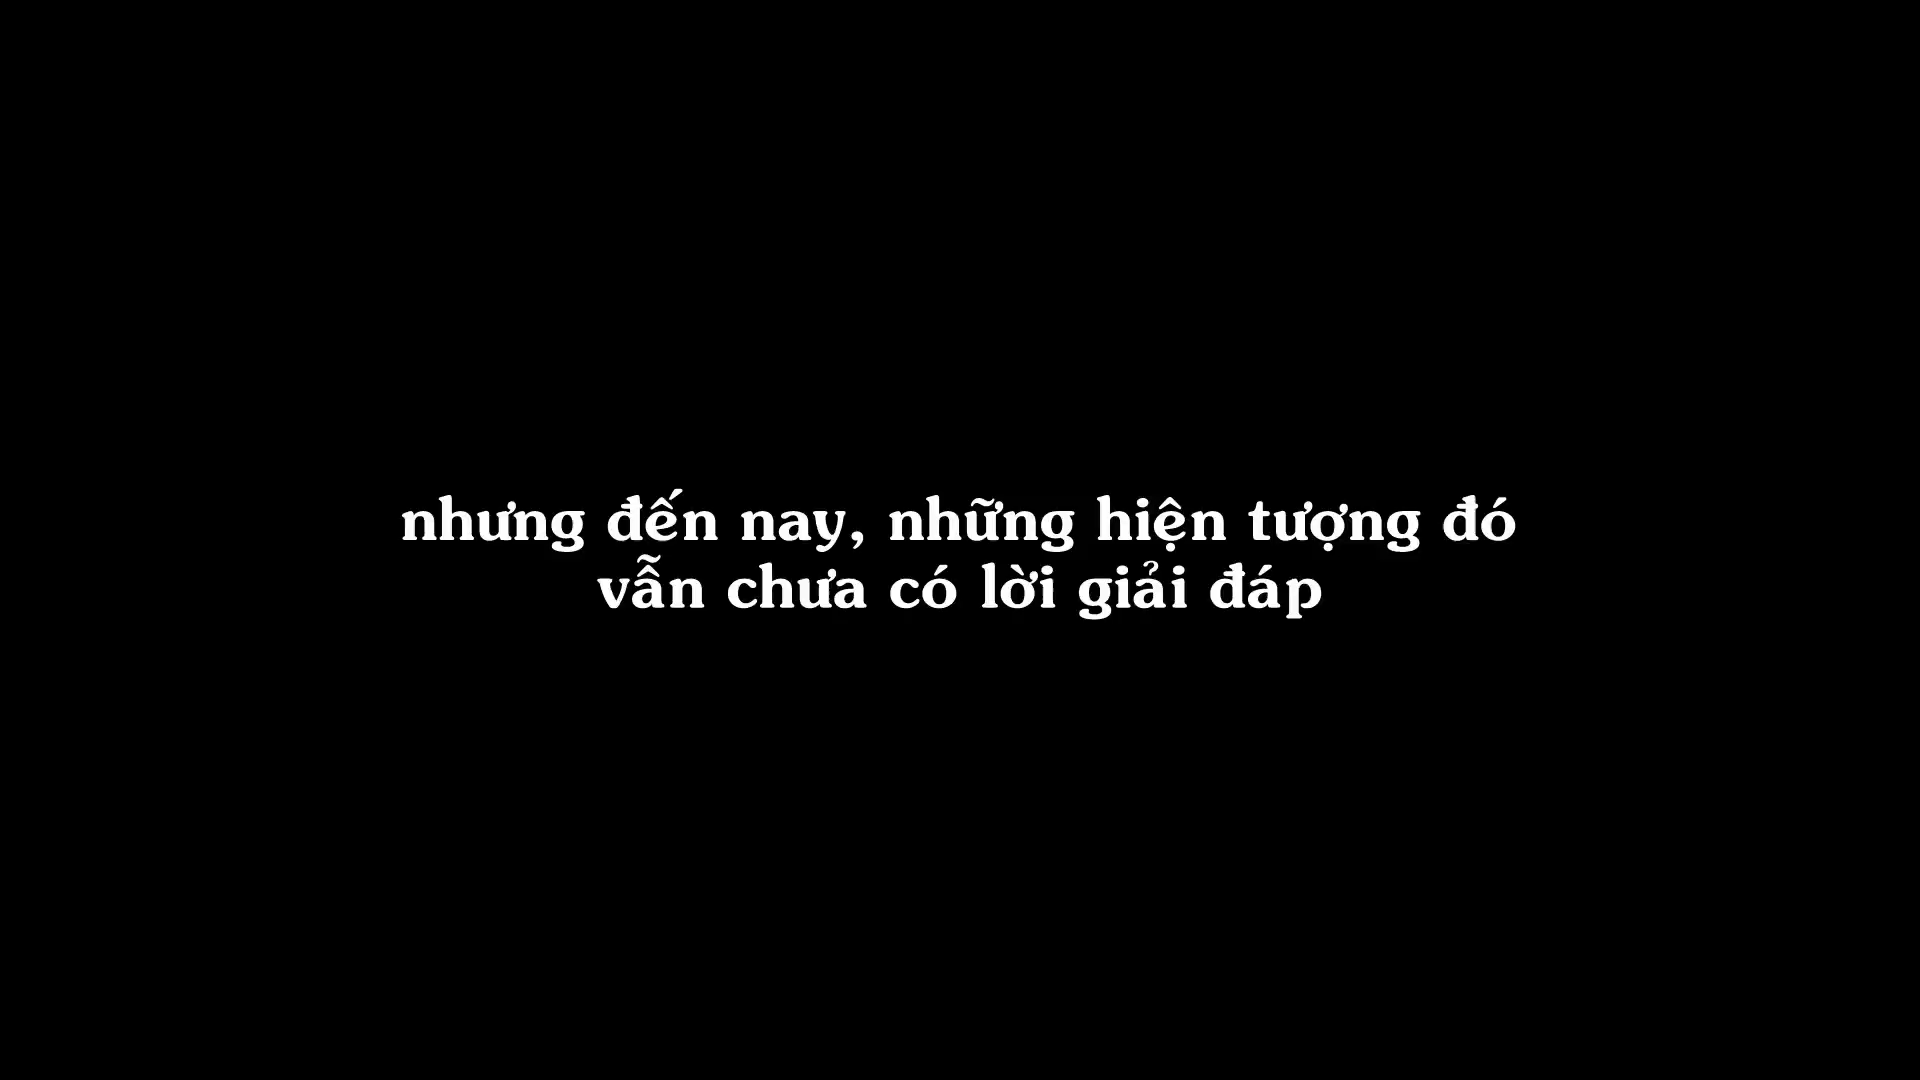 nhưng đến nay, những hiện tượng đó
vẫn chưa có lời giải đáp